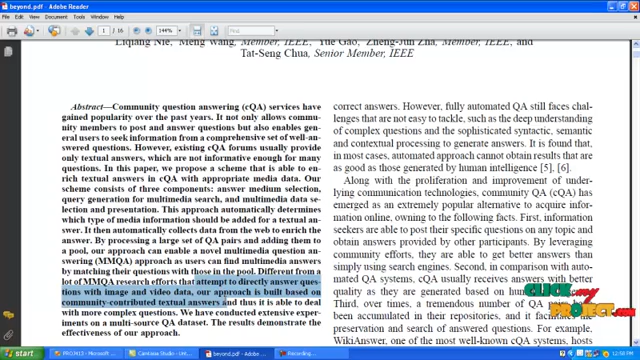 beyond.pdf - Adobe Reader
File Edit View Document Tools Window Help
1 / 16 144% Find
Liqiang Nie, Meng Wang, Member, IEEE, Yue Gao, Zheng-Jun Zha, Member, IEEE, and
Tat-Seng Chua, Senior Member, IEEE
Abstract—Community question answering (cQA) services have
gained popularity over the past years. It not only allows commu-
nity members to post and answer questions but also enables gen-
eral users to seek information from a comprehensive set of well-an-
swered questions. However, existing cQA forums usually provide
only textual answers, which are not informative enough for many
questions. In this paper, we propose a scheme that is able to en-
rich textual answers in cQA with appropriate media data. Our
scheme consists of three components: answer medium selection,
query generation for multimedia search, and multimedia data se-
lection and presentation. This approach automatically determines
which type of media information should be added for a textual an-
swer. It then automatically collects data from the web to enrich the
answer. By processing a large set of QA pairs and adding them to
a pool, our approach can enable a novel multimedia question an-
swering (MMQA) approach as users can find multimedia answers
by matching their questions with those in the pool. Different from a
lot of MMQA research efforts that attempt to directly answer ques-
tions with image and video data, our approach is built based on
community-contributed textual answers and thus it is able to deal
with more complex questions. We have conducted extensive exper-
iments on a multi-source QA dataset. The results demonstrate the
effectiveness of our approach.
correct answers. However, fully automated QA still faces chal-
lenges that are not easy to tackle, such as the deep understanding
of complex questions and the sophisticated syntactic, semantic
and contextual processing to generate answers. It is found that,
in most cases, automated approach cannot obtain results that are
as good as those generated by human intelligence [5], [6].
Along with the proliferation and improvement of under-
lying communication technologies, community QA (cQA) has
emerged as an extremely popular alternative to acquire infor-
mation online, owning to the following facts. First, information
seekers are able to post their specific questions on any topic and
obtain answers provided by other participants. By leveraging
community efforts, they are able to get better answers than
simply using search engines. Second, in comparison with auto-
mated QA systems, cQA usually receives answers with better
quality as they are generated based on human intelligence.
Third, over times, a tremendous number of QA pairs have
been accumulated in their repositories, and it facilitates the
preservation and search of answered questions. For example,
WikiAnswer, one of the most well-known cQA systems, hosts
CLICK my PROJECT
start PROJ13 - Microsoft ... Camtasia Studio - Unti... beyond.pdf - Adobe ... Recording... 12:50 PM